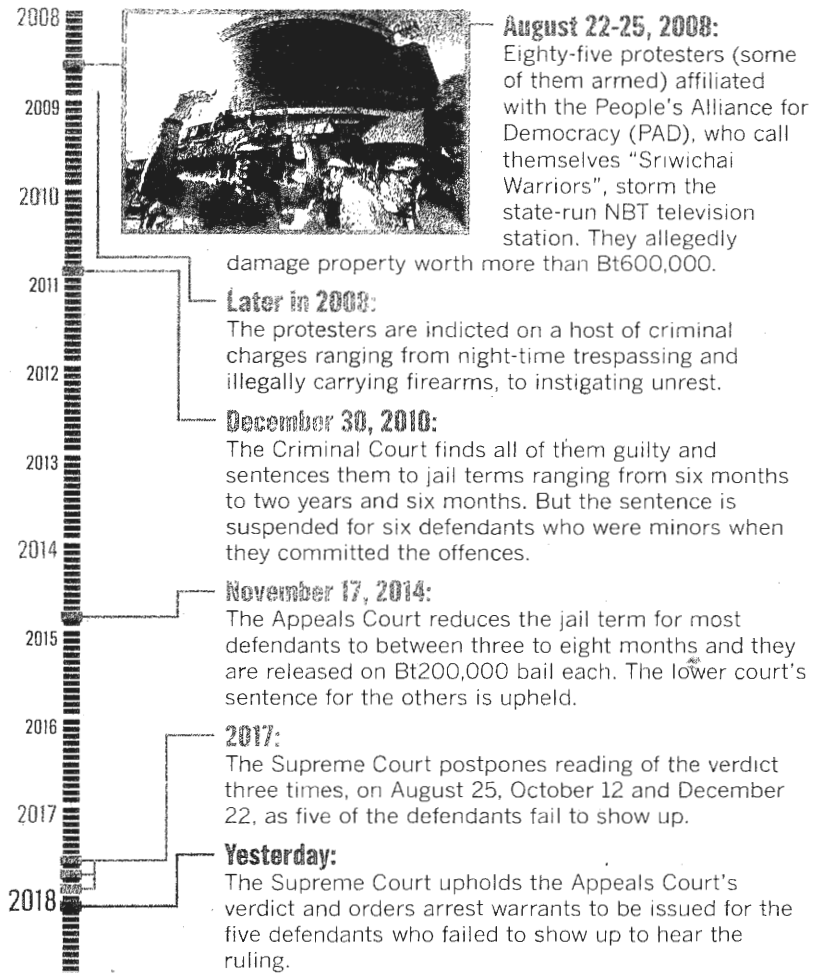 2008
2009
2010
2011
2012
2013
2014
2015
2016
2017
2018
August 22-25, 2008:
Eighty-five protesters (some
of them armed) affiliated
with the People's Alliance for
Democracy (PAD), who call
themselves "Sriwichai
Warriors", storm the
state-run NBT television
station. They allegedly
damage property worth more than Bt600,000.
Later in 2008:
The protesters are indicted on a host of criminal
charges ranging from night-time trespassing and
illegally carrying firearms, to instigating unrest.
December 30, 2010:
The Criminal Court finds all of them guilty and
sentences them to jail terms ranging from six months
to two years and six months. But the sentence is
suspended for six defendants who were minors when
they committed the offences.
November 17, 2014:
The Appeals Court reduces the jail term for most
defendants to between three to eight months and they
are released on Bt200,000 bail each. The lower court's
sentence for the others is upheld.
2017:
The Supreme Court postpones reading of the verdict
three times, on August 25, October 12 and December
22, as five of the defendants fail to show up.
Yesterday:
The Supreme Court upholds the Appeals Court's
verdict and orders arrest warrants to be issued for the
five defendants who failed to show up to hear the
ruling.